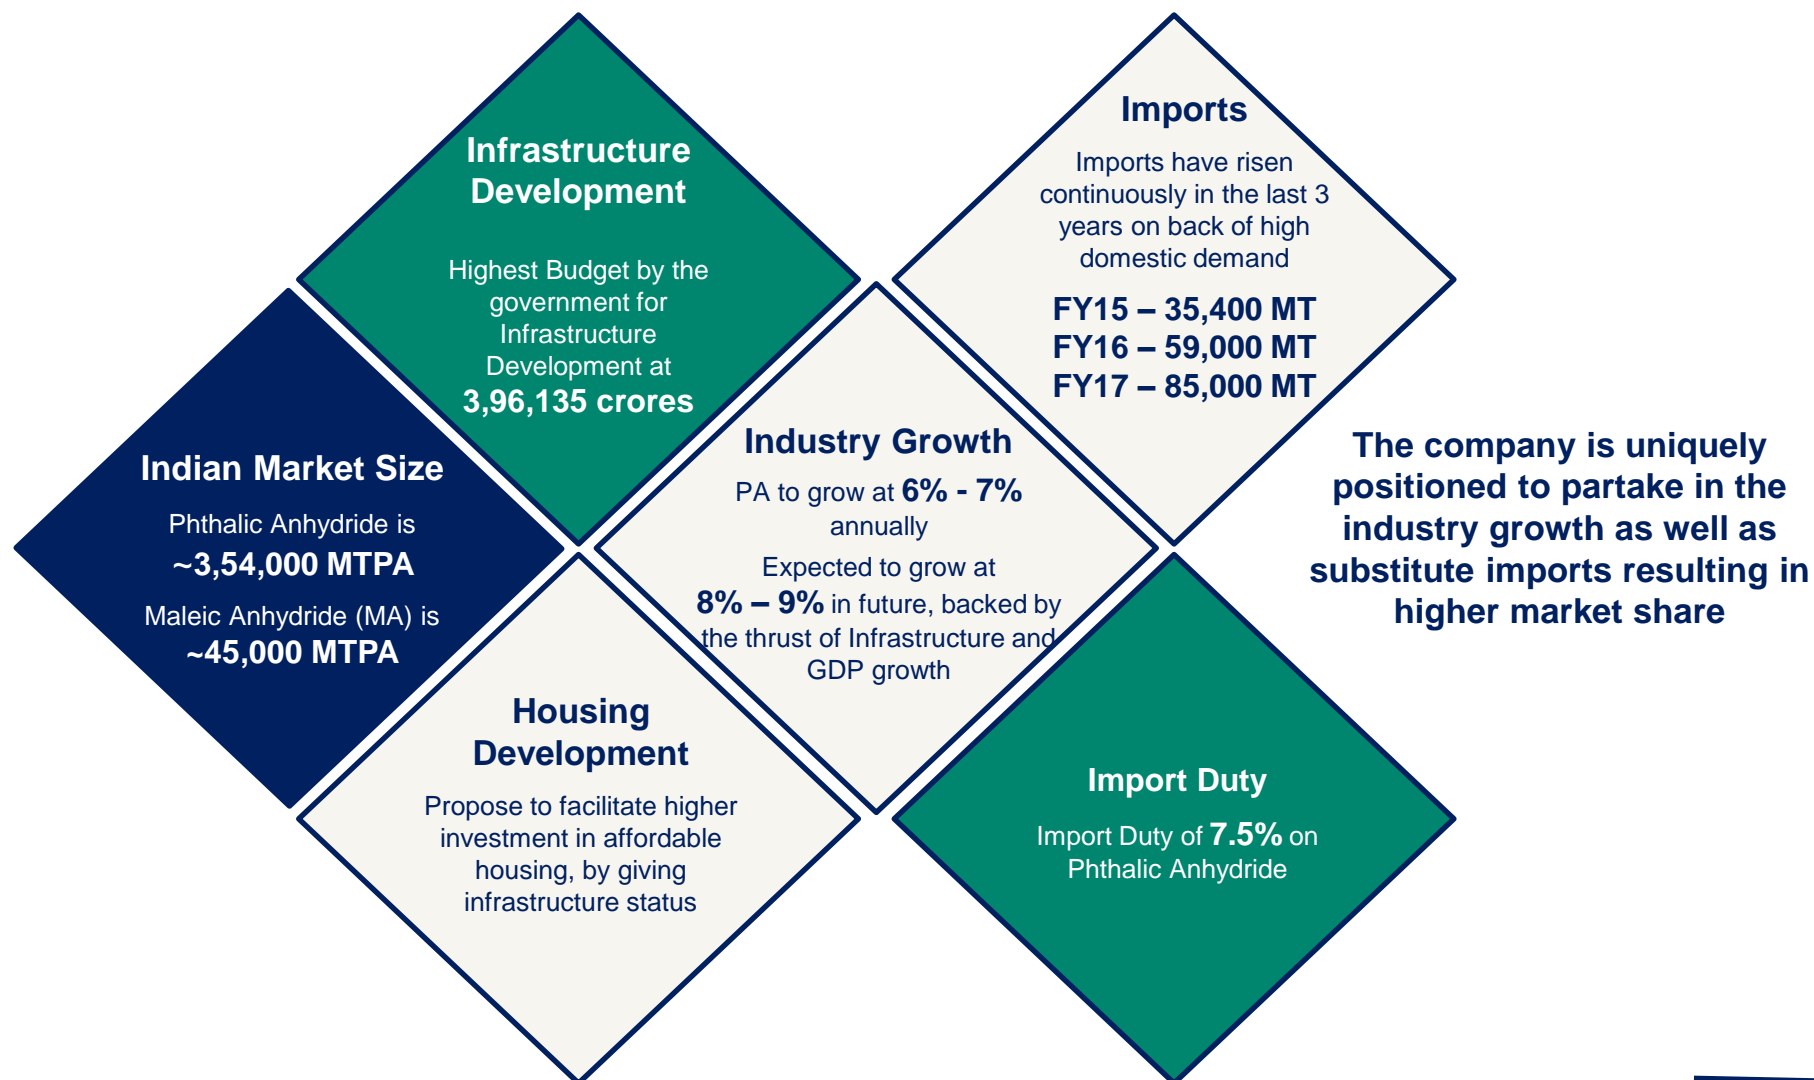 Infrastructure
Development
Highest Budget by the
government for
Infrastructure
Development at
3,96,135 crores
Imports
Imports have risen
continuously in the last 3
years on back of high
domestic demand
FY15 – 35,400 MT
FY16 – 59,000 MT
FY17 – 85,000 MT
Indian Market Size
Phthalic Anhydride is
~3,54,000 MTPA
Maleic Anhydride (MA) is
~45,000 MTPA
Industry Growth
PA to grow at 6% - 7%
annually
Expected to grow at
8% – 9% in future, backed by
the thrust of Infrastructure and
GDP growth
The company is uniquely
positioned to partake in the
industry growth as well as
substitute imports resulting in
higher market share
Housing
Development
Propose to facilitate higher
investment in affordable
housing, by giving
infrastructure status
Import Duty
Import Duty of 7.5% on
Phthalic Anhydride